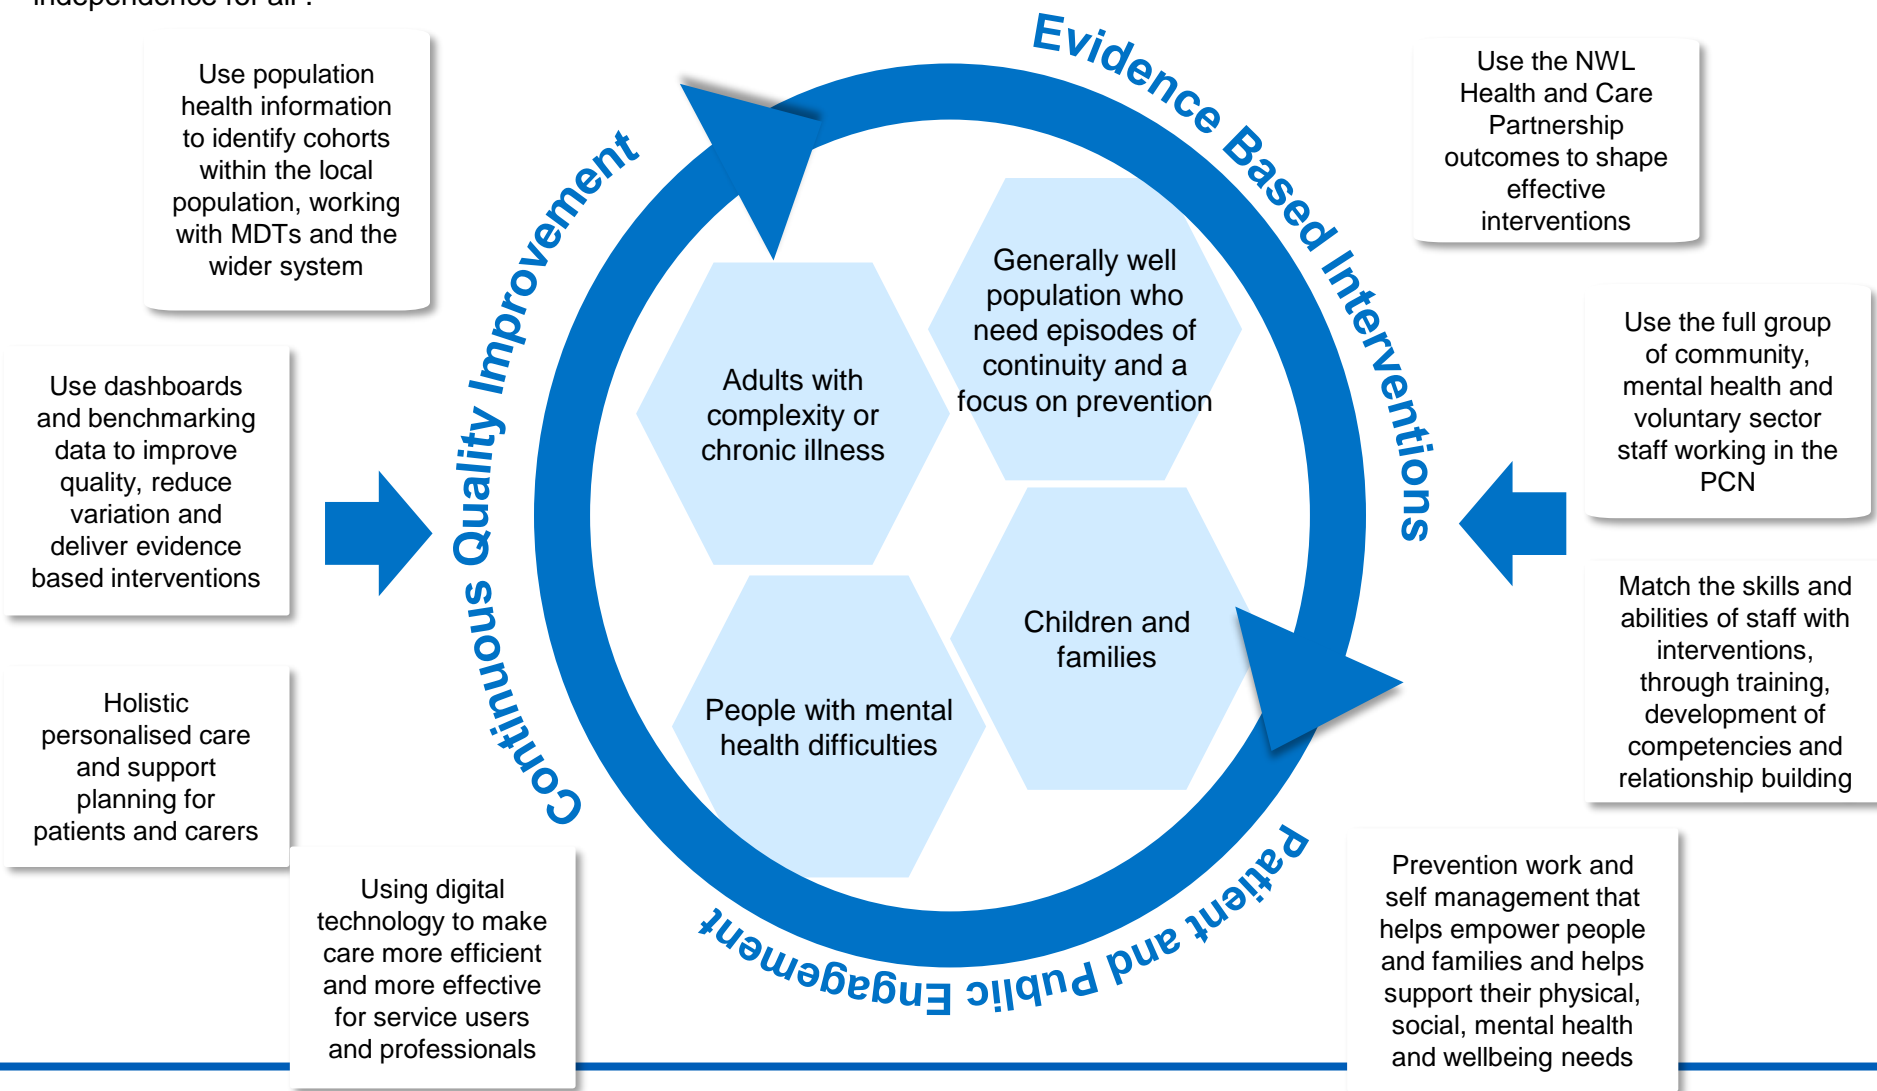 independence for all'.
Use population
health information
to identify cohorts
within the local
population, working
with MDTs and the
wider system
Use dashboards
and benchmarking
data to improve
quality, reduce
variation and
deliver evidence
based interventions
Holistic
personalised care
and support
planning for
patients and carers
Using digital
technology to make
care more efficient
and more effective
for service users
and professionals
Continuous Quality Improvement
Evidence Based Interventions
Patient and Public Engagement
Adults with
complexity or
chronic illness
Generally well
population who
need episodes of
continuity and a
focus on prevention
People with mental
health difficulties
Children and
families
Use the NWL
Health and Care
Partnership
outcomes to shape
effective
interventions
Use the full group
of community,
mental health and
voluntary sector
staff working in the
PCN
Match the skills and
abilities of staff with
interventions,
through training,
development of
competencies and
relationship building
Prevention work and
self management that
helps empower people
and families and helps
support their physical,
social, mental health
and wellbeing needs